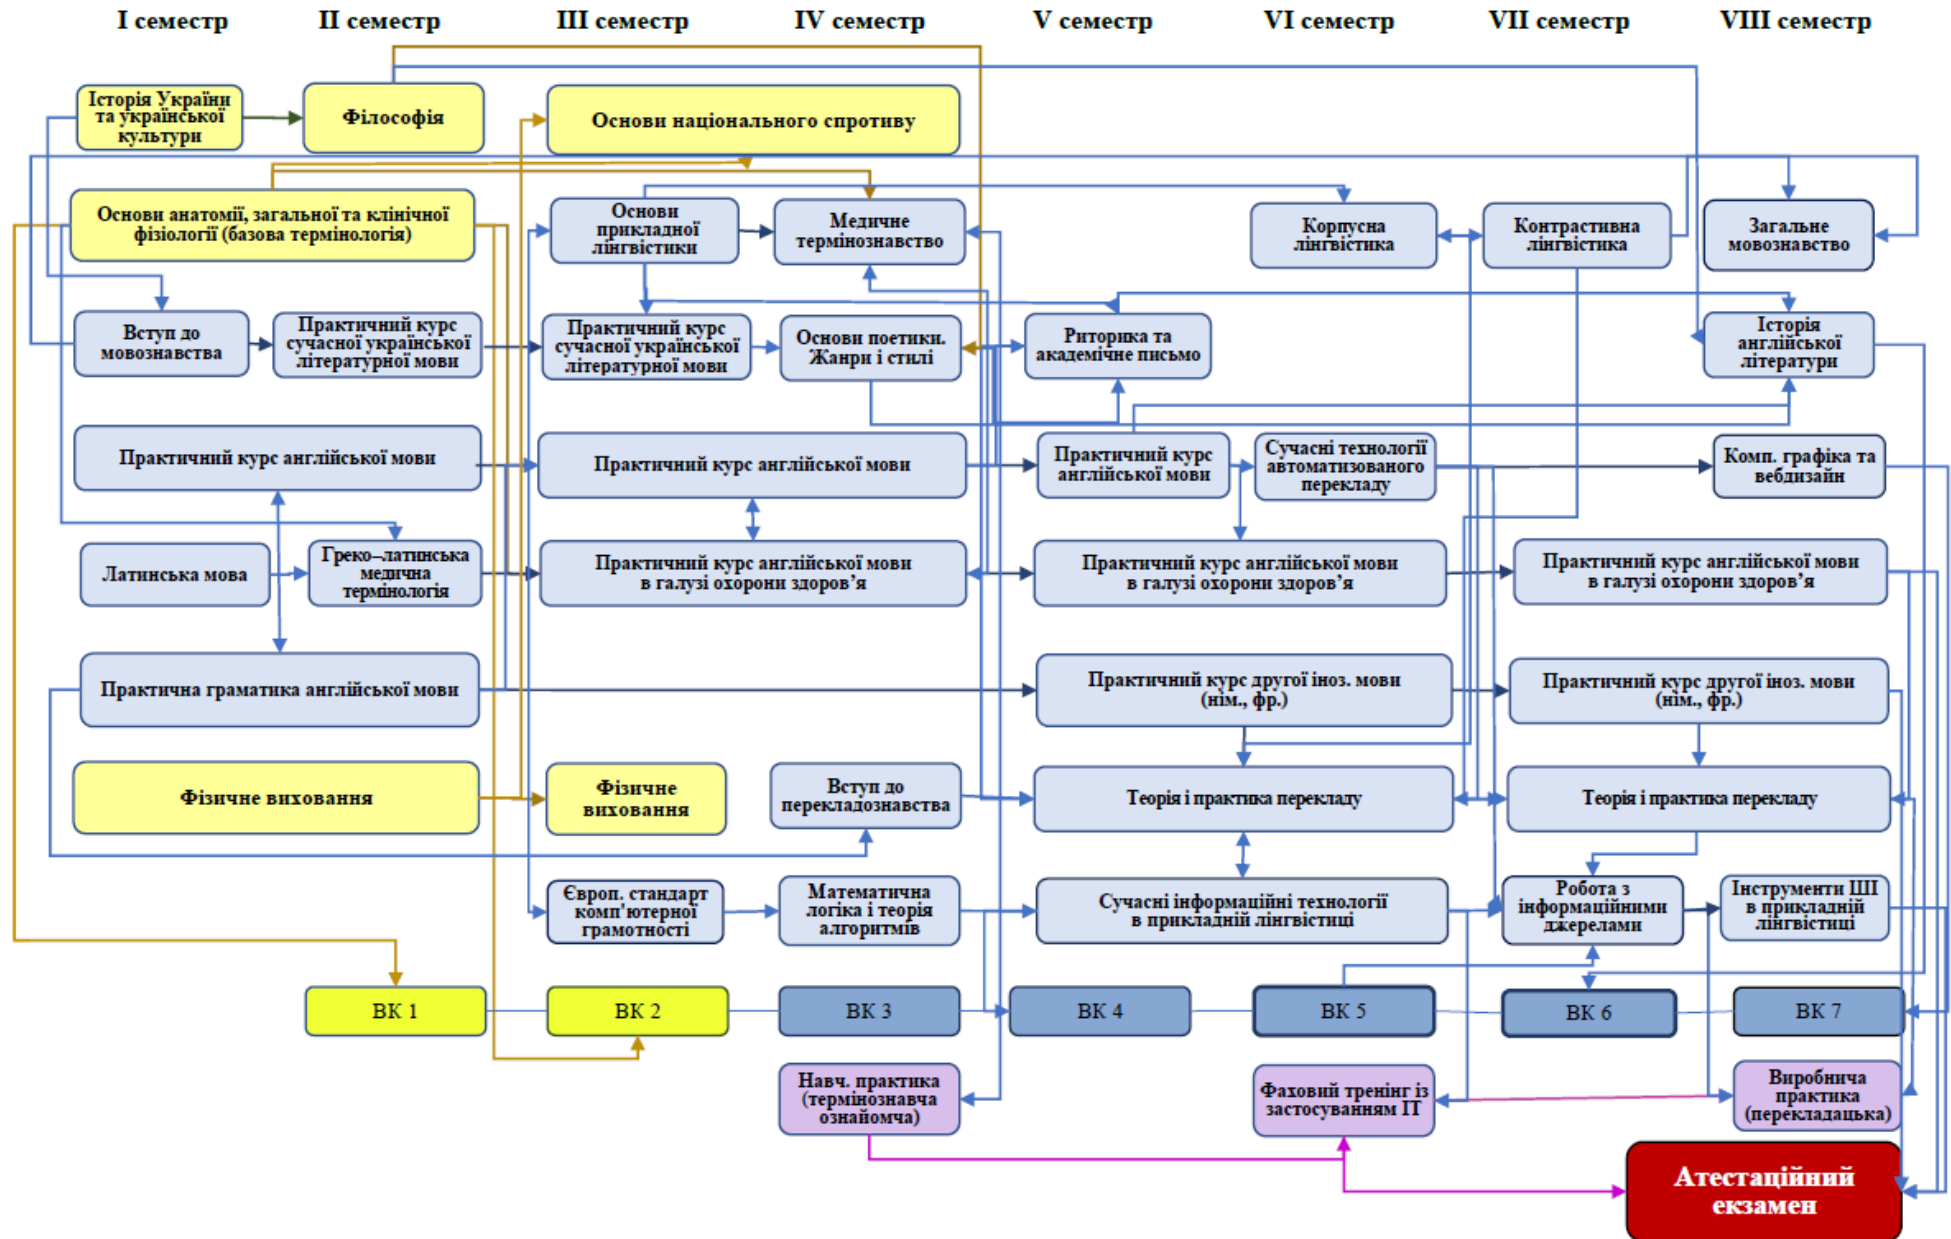 I семестр
II семестр
III семестр
IV семестр
V семестр
VI семестр
VII семестр
VIII семестр
Історія України
та української
культури
Філософія
Основи національного спротиву
Основи анатомії, загальної та клінічної
фізіології (базова термінологія)
Основи
прикладної
лінгвістики
Медичне
термінознавство
Корпусна
лінгвістика
Контрастивна
лінгвістика
Загальне
мовознавство
Вступ до
мовознавства
Практичний курс
сучасної української
літературної мови
Практичний курс
сучасної української
літературної мови
Основи поетики.
Жанри і стилі
Риторика та
академічне письмо
Історія
англійської
літератури
Практичний курс англійської мови
Практичний курс англійської мови
Практичний курс
англійської мови
Сучасні технології
автоматизованого
перекладу
Комп. графіка та
вебдизайн
Латинська мова
Греко–латинська
медична
термінологія
Практичний курс англійської мови
в галузі охорони здоров’я
Практичний курс англійської мови
в галузі охорони здоров’я
Практичний курс англійської мови
в галузі охорони здоров’я
Практична граматика англійської мови
Практичний курс другої іноз. мови
(нім., фр.)
Практичний курс другої іноз. мови
(нім., фр.)
Фізичне виховання
Фізичне
виховання
Вступ до
перекладознавства
Теорія і практика перекладу
Теорія і практика перекладу
Європ. стандарт
комп'ютерної
грамотності
Математична
логіка і теорія
алгоритмів
Сучасні інформаційні технології
в прикладній лінгвістиці
Робота з
інформаційними
джерелами
Інструменти ШІ
в прикладній
лінгвістиці
ВК 1
ВК 2
ВК 3
ВК 4
ВК 5
ВК 6
ВК 7
Навч. практика
(термінознавча
ознайомча)
Фаховий тренінг із
застосуванням ІТ
Виробнича
практика
(перекладацька)
Атестаційний
екзамен